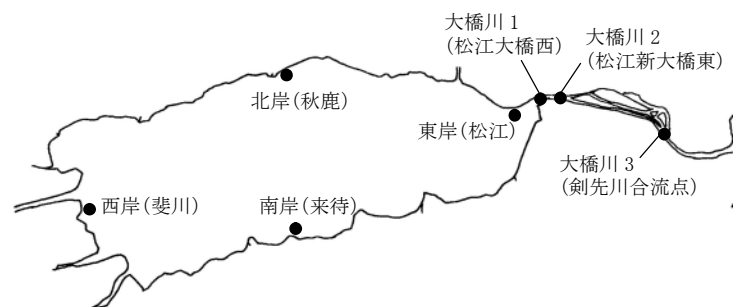 大橋川1
(松江大橋西)
大橋川2
(松江新大橋東)
北岸(秋鹿)
東岸(松江)
大橋川3
(剣先川合流点)
西岸(斐川)
南岸(来待)